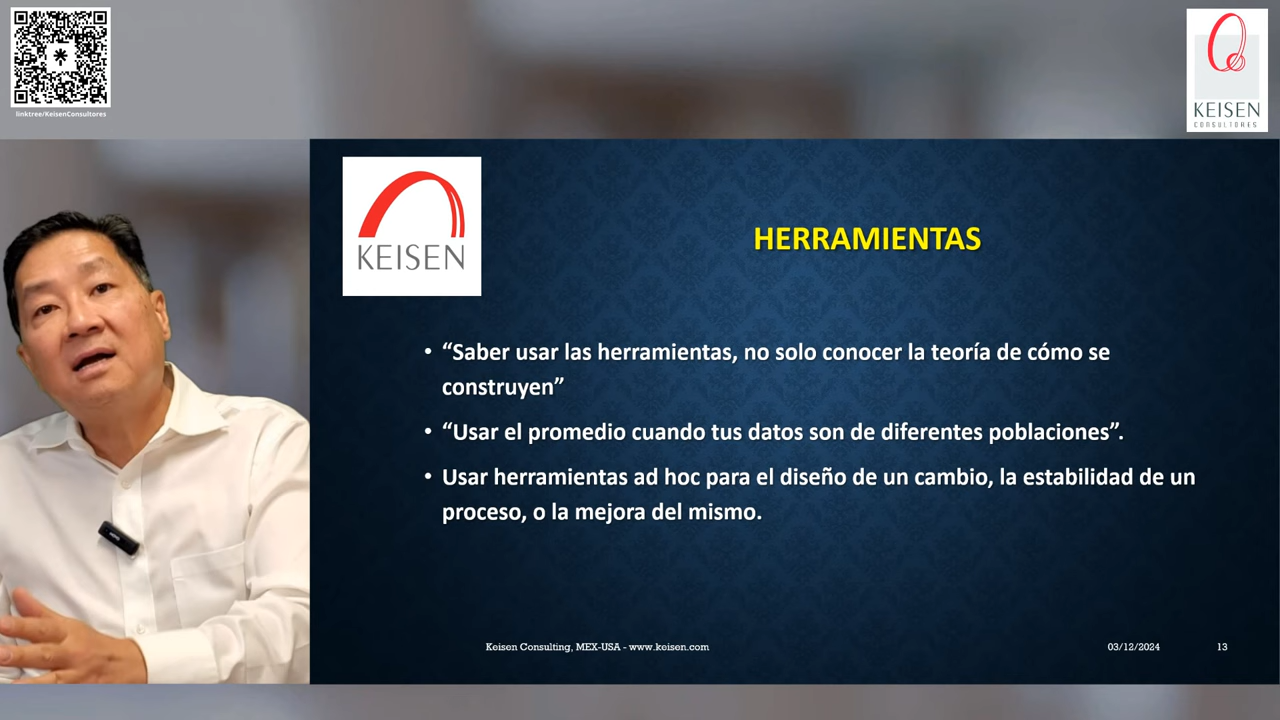 linktree/KeisenConsultores
KEISEN
CONSULTORES
KEISEN
HERRAMIENTAS
• “Saber usar las herramientas, no solo conocer la teoría de cómo se
construyen”
• “Usar el promedio cuando tus datos son de diferentes poblaciones”.
• Usar herramientas ad hoc para el diseño de un cambio, la estabilidad de un
proceso, o la mejora del mismo.
Keisen Consulting, MEX-USA - www.keisen.com
03/12/2024
13